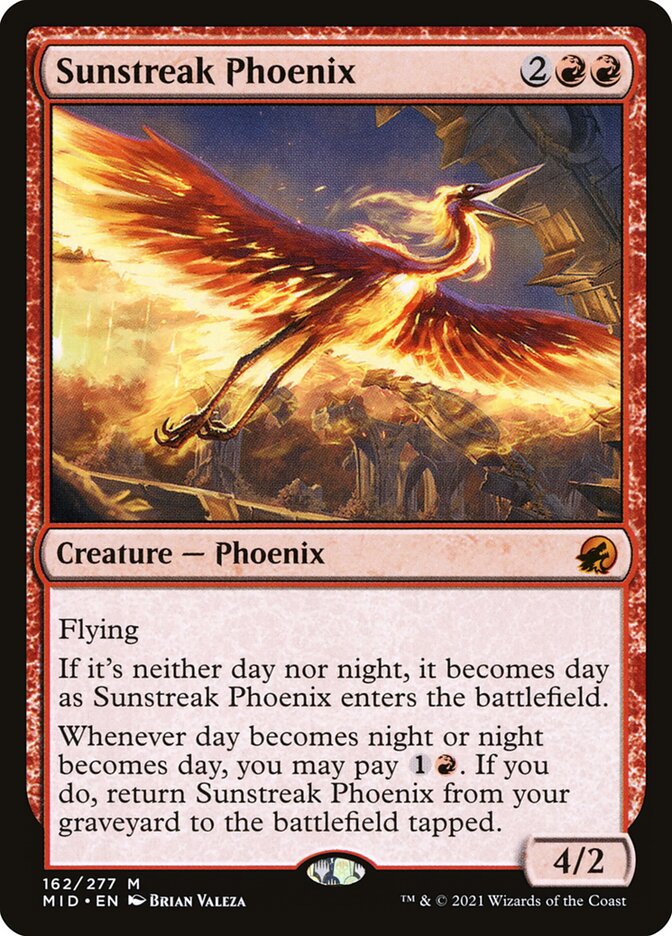 Sunstreak Phoenix 2
Creature — Phoenix
Flying
If it's neither day nor night, it becomes day
as Sunstreak Phoenix enters the battlefield.
Whenever day becomes night or night
becomes day, you may pay 1. If you
do, return Sunstreak Phoenix from your
graveyard to the battlefield tapped.
4/2
162/277 M
MID • EN Brian Valeza
™ & © 2021 Wizards of the Coast